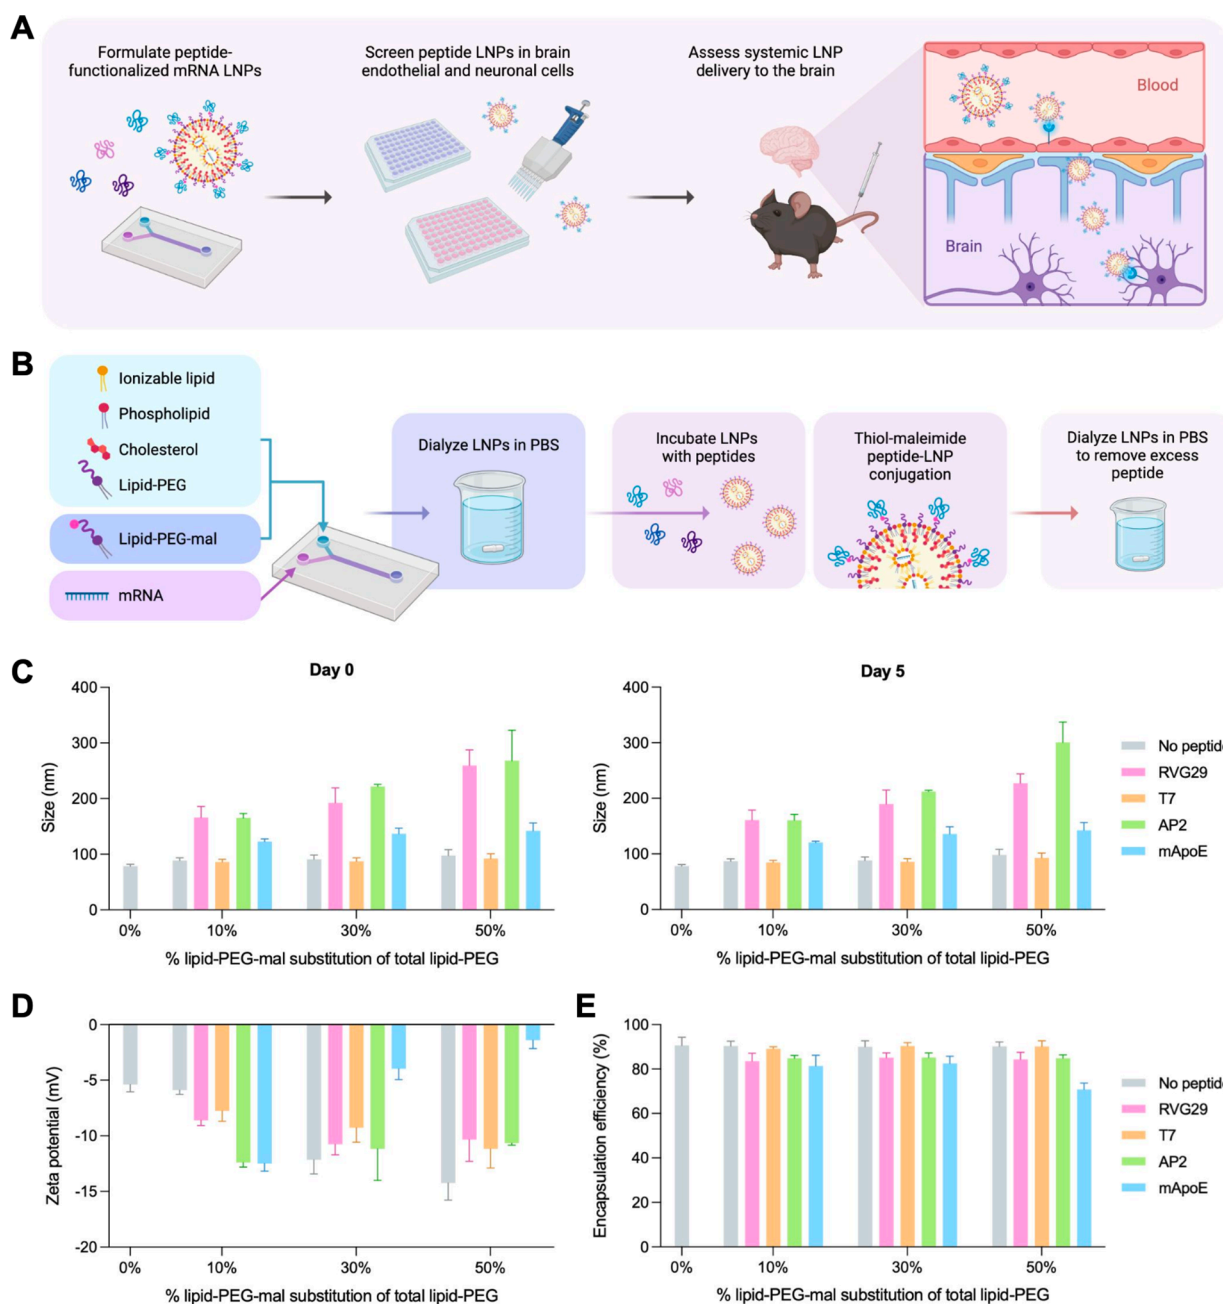 A
Formulate peptide-
functionalized mRNA LNPs
Screen peptide LNPs in brain
endothelial and neuronal cells
Assess systemic LNP
delivery to the brain
Blood
Brain
B
Ionizable lipid
Phospholipid
Cholesterol
Lipid-PEG
Lipid-PEG-mal
mRNA
Dialyze LNPs in PBS
Incubate LNPs
with peptides
Thiol-maleimide
peptide-LNP
conjugation
Dialyze LNPs in PBS
to remove excess
peptide
C
Day 0
Size (nm)
400
300
200
100
0
0%
10%
30%
50%
% lipid-PEG-mal substitution of total lipid-PEG
Day 5
Size (nm)
400
300
200
100
0
0%
10%
30%
50%
% lipid-PEG-mal substitution of total lipid-PEG
No peptide
RVG29
T7
AP2
mApoE
D
Zeta potential (mV)
0
-5
-10
-15
-20
0%
10%
30%
50%
% lipid-PEG-mal substitution of total lipid-PEG
E
Encapsulation efficiency (%)
100
80
60
40
20
0
0%
10%
30%
50%
% lipid-PEG-mal substitution of total lipid-PEG
No peptide
RVG29
T7
AP2
mApoE